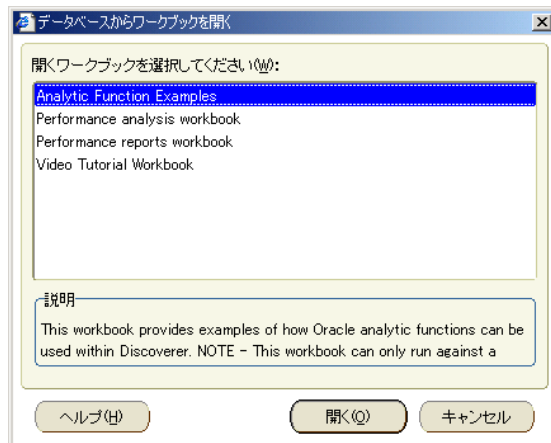 データベースからワークブックを開く
開くワークブックを選択してください(W):
Analytic Function Examples
Performance analysis workbook
Performance reports workbook
Video Tutorial Workbook
説明
This workbook provides examples of how Oracle analytic functions can be
used within Discoverer. NOTE - This workbook can only run against a
ヘルプ(H)
開く(O)
キャンセル